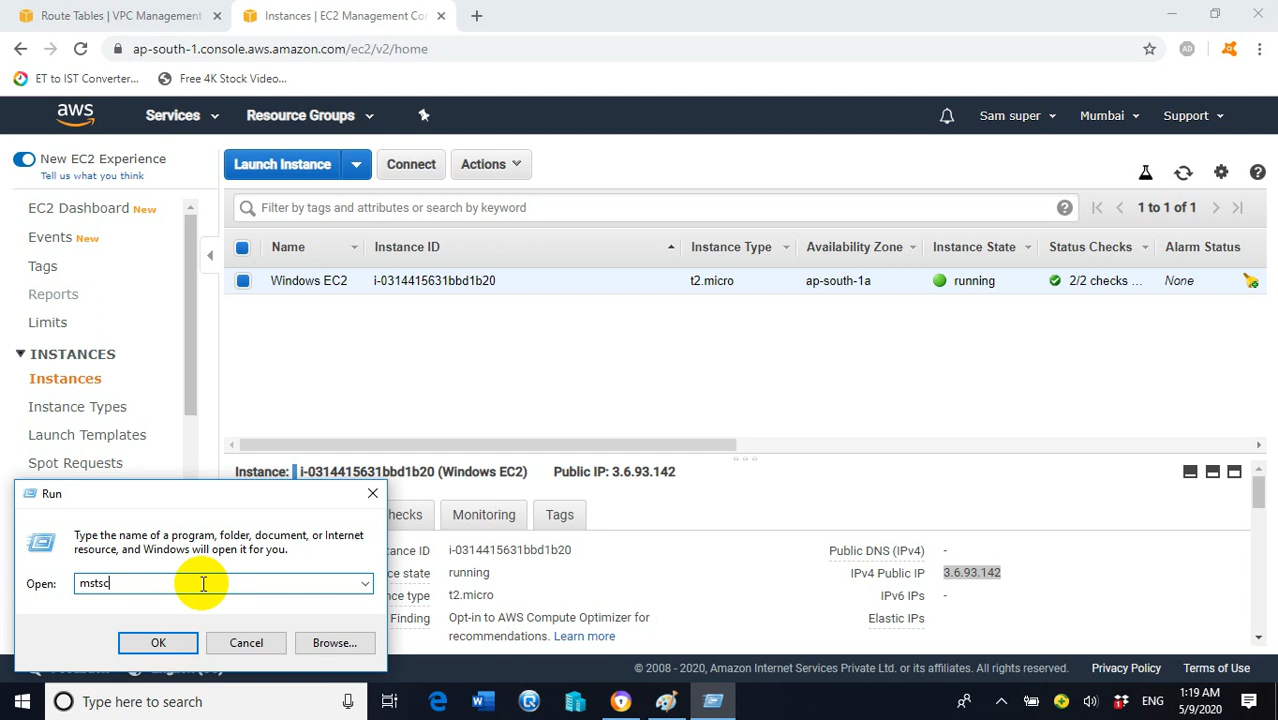 Route Tables | VPC Management
Instances | EC2 Management Con
ap-south-1.console.aws.amazon.com/ec2/v2/home
AD
ET to IST Converter...
Free 4K Stock Video...
aws
Services
Resource Groups
Sam super
Mumbai
Support
New EC2 Experience
Tell us what you think
Launch Instance
Connect
Actions
EC2 Dashboard New
Events New
Tags
Reports
Limits
INSTANCES
Instances
Instance Types
Launch Templates
Spot Requests
Filter by tags and attributes or search by keyword
1 to 1 of 1
Name
Instance ID
Instance Type
Availability Zone
Instance State
Status Checks
Alarm Status
Windows EC2
i-0314415631bbd1b20
t2.micro
ap-south-1a
running
2/2 checks ...
None
Instance: i-0314415631bbd1b20 (Windows EC2) Public IP: 3.6.93.142
hecks
Monitoring
Tags
stance ID
i-0314415631bbd1b20
Public DNS (IPv4)
-
ce state
running
IPv4 Public IP
3.6.93.142
ce type
t2.micro
IPv6 IPs
-
Finding
Opt-in to AWS Compute Optimizer for
recommendations. Learn more
Elastic IPs
Run
Type the name of a program, folder, document, or Internet
resource, and Windows will open it for you.
Open:
mstsc
OK
Cancel
Browse...
© 2008 - 2020, Amazon Internet Services Private Ltd. or its affiliates. All rights reserved.
Privacy Policy
Terms of Use
Type here to search
ENG
1:19 AM
5/9/2020